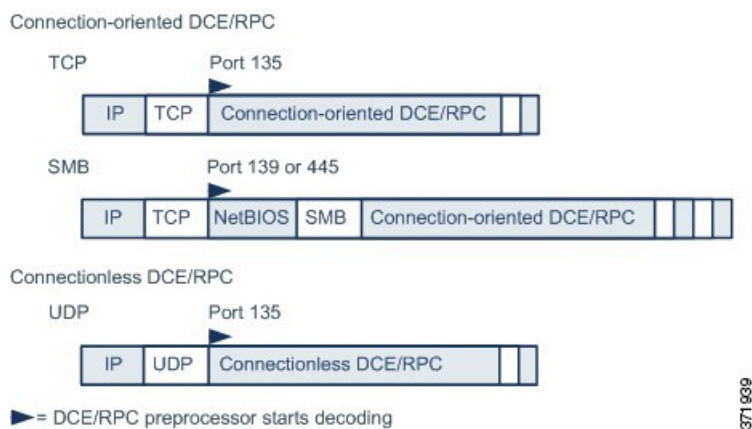 Connection-oriented DCE/RPC
TCP Port 135
IP TCP Connection-oriented DCE/RPC
SMB Port 139 or 445
IP TCP NetBIOS SMB Connection-oriented DCE/RPC
Connectionless DCE/RPC
UDP Port 135
IP UDP Connectionless DCE/RPC
= DCE/RPC preprocessor starts decoding
371939